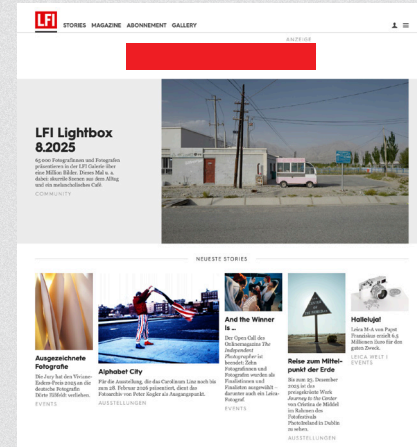 LFI
STORIES MAGAZINE ABONNEMENT GALLERY
ANZEIGE
LFI Lightbox
8.2025
65 000 Fotografinnen und Fotografen
präsentieren in der LFI Galerie über
eine Million Bilder. Dieses Mal u. a.
dabei: skurrile Szenen aus dem Alltag
und ein melancholisches Café.
COMMUNITY
NEUESTE STORIES
Ausgezeichnete
Fotografie
Die Jury hat den Viviane-
Esders-Preis 2025 an die
deutsche Fotografin
Dörte Eißfeldt verliehen.
EVENTS
Alphabet City
Für die Ausstellung, die das Carolinum Linz noch bis
zum 28. Februar 2026 präsentiert, dient das
Fotoarchiv von Peter Kogler als Ausgangspunkt.
AUSSTELLUNGEN
And the Winner
Is ...
Der Open Call des
Onlinemagazins The
Independent
Photographer ist
beendet: Zehn
Fotografinnen und
Fotografen wurden als
Finalistinnen und
Finalisten ausgewählt –
darunter auch ein Leica-
Fotograf
EVENTS
Reise zum Mittel-
punkt der Erde
Bis zum 23. Dezember
2025 ist das
preisgekrönte Werk
Journey to the Center
von Cristina de Middel
im Rahmen des
Fotofestivals
PhotoIreland in Dublin
zu sehen.
AUSSTELLUNGEN
Halleluja!
Leica M-A von Papst
Franziskus erzielt 6,5
Millionen Euro für den
guten Zweck.
LEICA WELT |
EVENTS